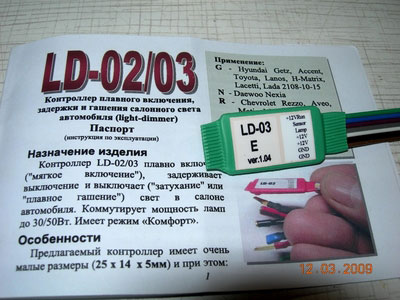 LD-02/03
Контроллер плавного включения,
задержки и гашения салонного света
автомобиля (light-dimmer)
Паспорт
(инструкция по эксплуатации)
Назначение изделия
Контроллер LD-02/03 плавно включ
("мягкое включение"), задерживает
выключение и выключает ("затухание" или
"плавное гашение") свет в салоне
автомобиля. Коммутирует мощность ламп
до 30/50Вт. Имеет режим «Комфорт».
Особенности
Предлагаемый контроллер имеет очень
малые размеры (25 x 14 x 5мм) и при этом:
1
Применение:
G - Hyundai Getz, Accent,
Toyota, Lanos, H-Matrix,
Lacetti, Lada 2108-10-15
N - Daewoo Nexia
R - Chevrolet Rezzo, Aveo,
LD-03
E
ver.1.04
+12VRun
Sensor
Lamp
+12V
+12V
GND
GND
12.03.2009